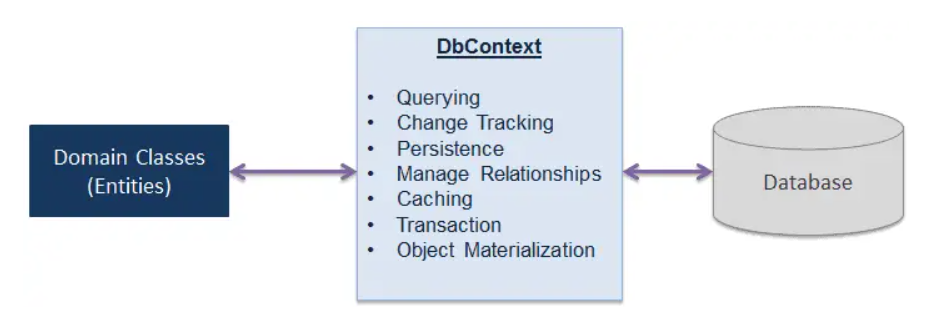 Domain Classes
(Entities)
DbContext
• Querying
• Change Tracking
• Persistence
• Manage Relationships
• Caching
• Transaction
• Object Materialization
Database